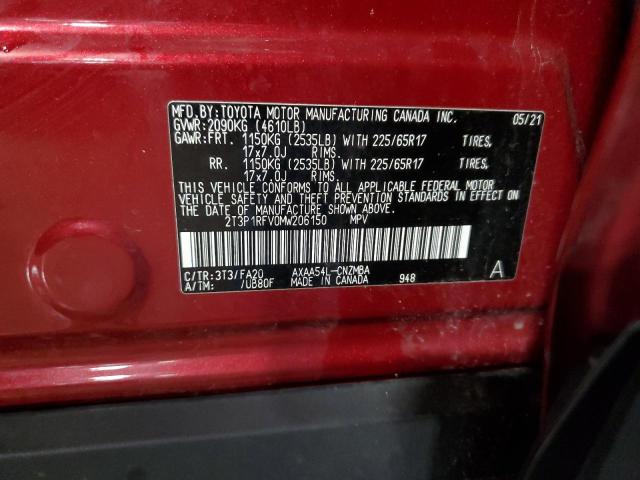 MFD. BY: TOYOTA MOTOR MANUFACTURING CANADA INC. 05/21
GVWR: 2090KG (4610LB)
GAWR: FRT. 1150KG (2535LB) WITH 225/65R17 TIRES,
17x7.0J RIMS
RR. 1150KG (2535LB) WITH 225/65R17 TIRES,
17x7.0J RIMS
THIS VEHICLE CONFORMS TO ALL APPLICABLE FEDERAL MOTOR
VEHICLE SAFETY AND THEFT PREVENTION STANDARDS IN EFFECT ON
THE DATE OF MANUFACTURE SHOWN ABOVE.
2T3P1RFV0MW206150 MPV
C/TR: 3T3/FA20 AXAA54L-CNZMBA
A/TM: /UB80F MADE IN CANADA 948 A